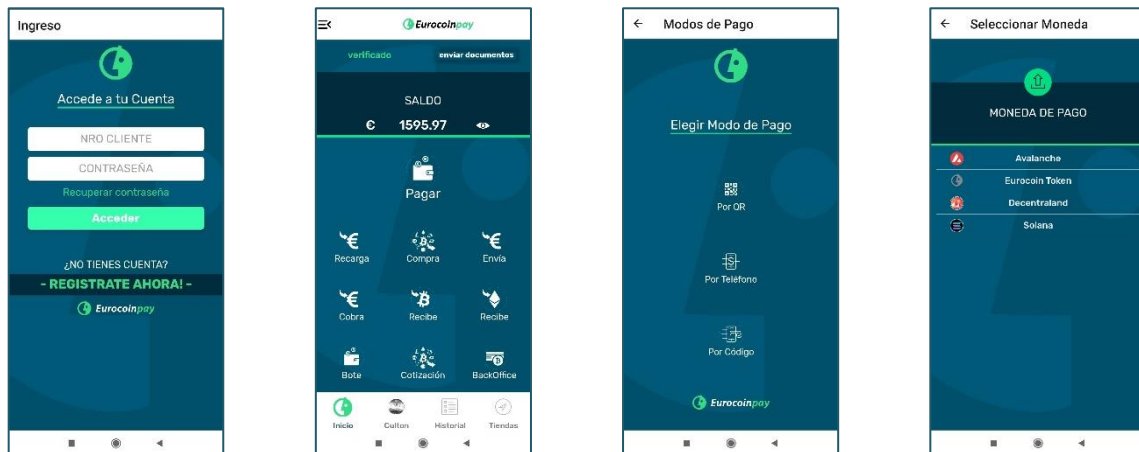 Ingreso
Accede a tu Cuenta
NRO CLIENTE
CONTRASEÑA
Recuperar contraseña
Acceder
¿NO TIENES CUENTA?
- REGISTRATE AHORA! -
Eurocoinpay
Eurocoinpay
verificado
enviar documentos
SALDO
€ 1595.97
Pagar
Recarga Compra Envía
Cobra Recibe Recibe
Bote Cotización BackOffice
Inicio Culton Historial Tiendas
Modos de Pago
Elegir Modo de Pago
Por QR
Por Teléfono
Por Código
Eurocoinpay
Seleccionar Moneda
MONEDA DE PAGO
Avalanche
Eurocoin Token
Decentraland
Solana